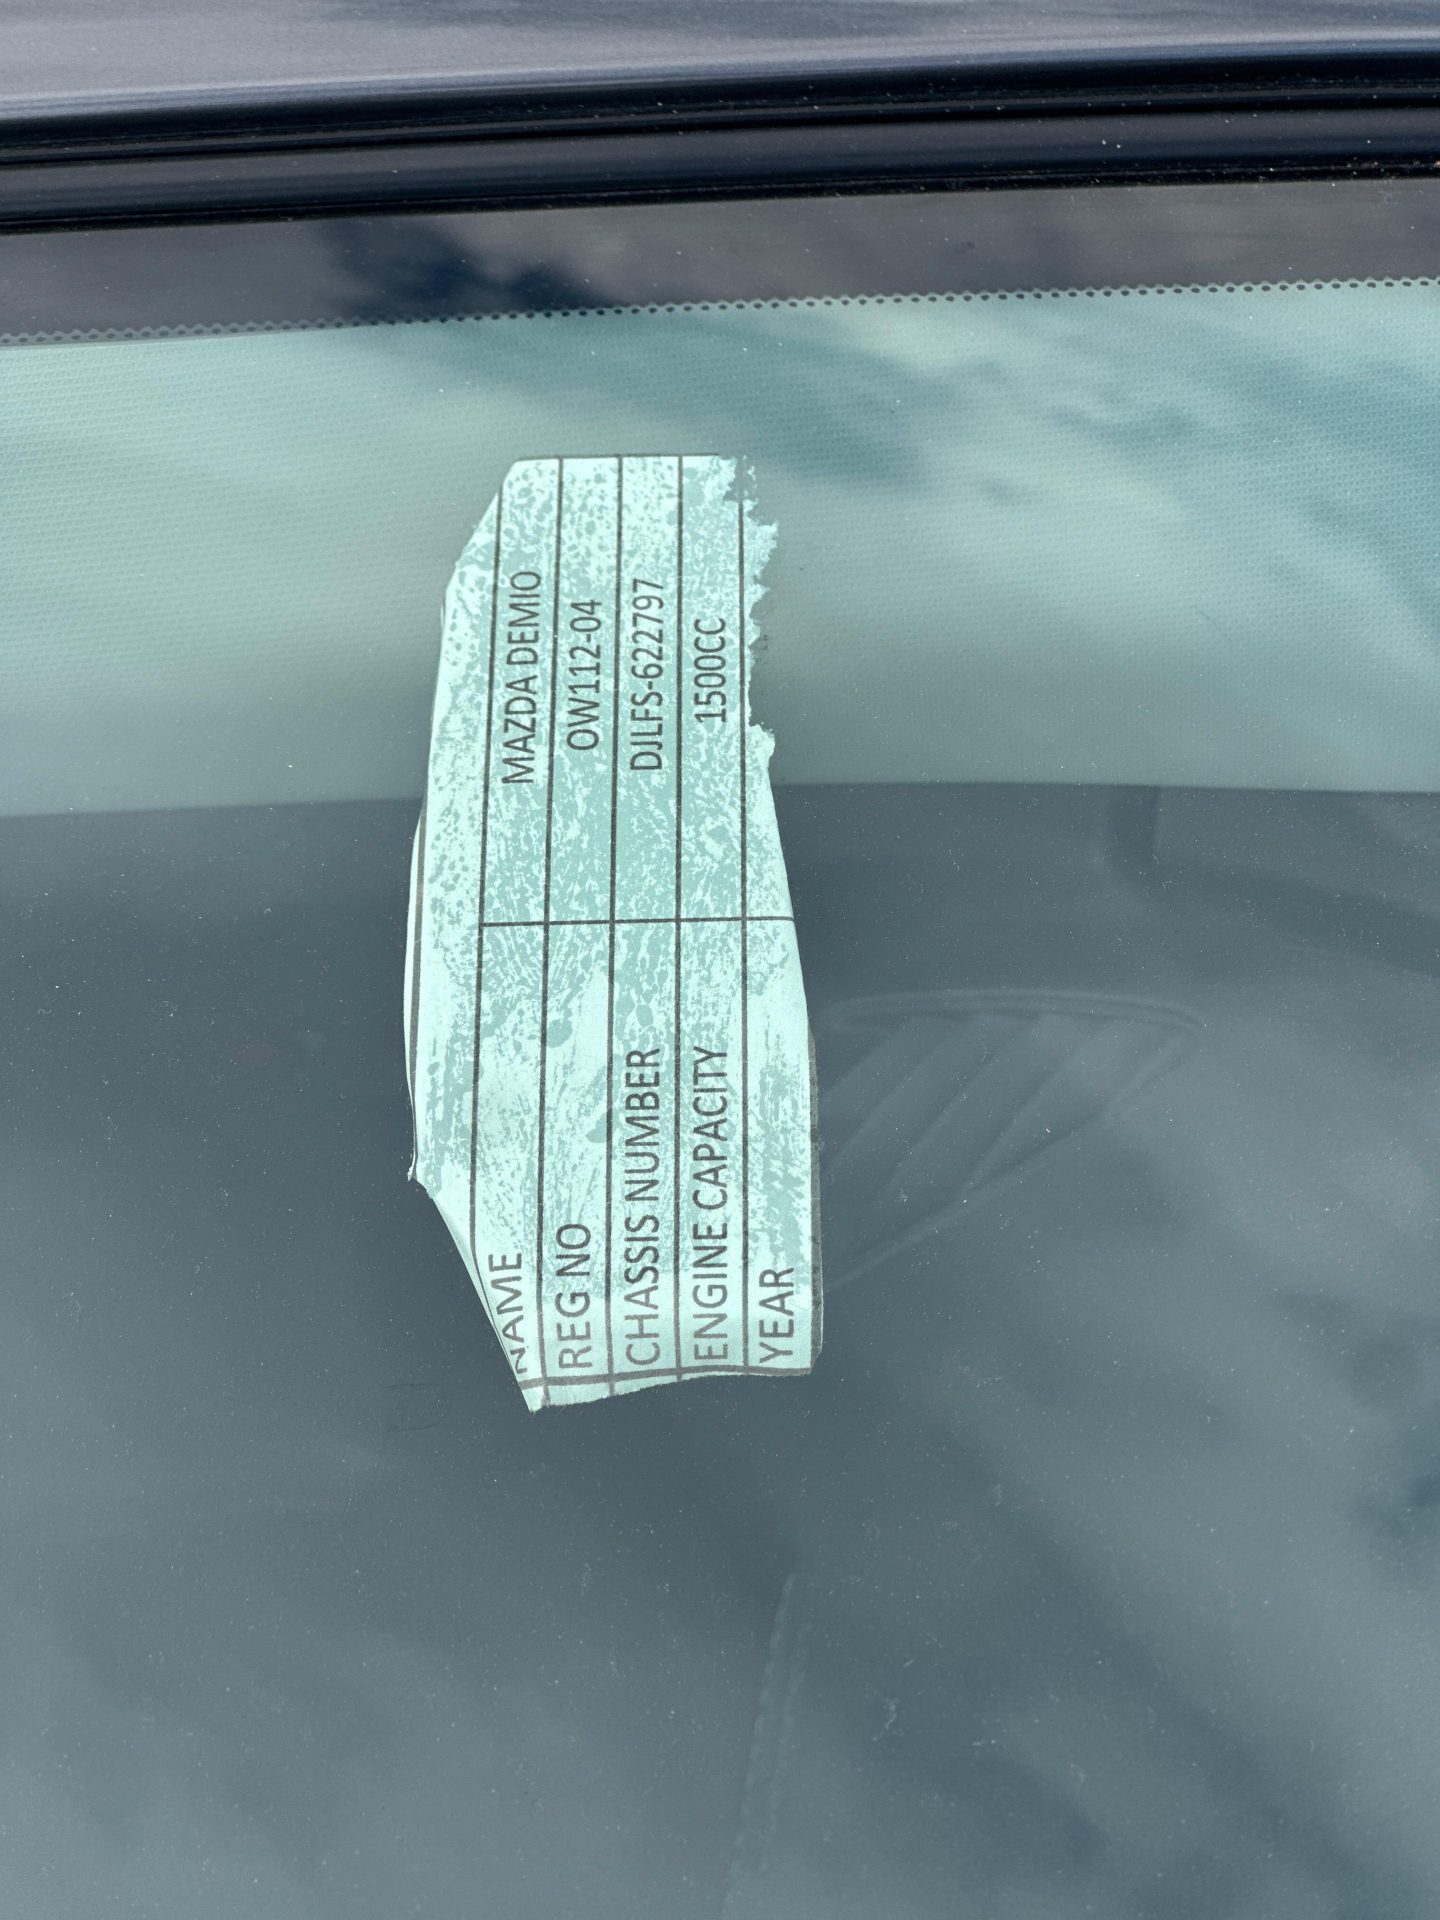 NAME MAZDA DEMIO
REG NO OW112-04
CHASSIS NUMBER DJLFS-622797
ENGINE CAPACITY 1500CC
YEAR